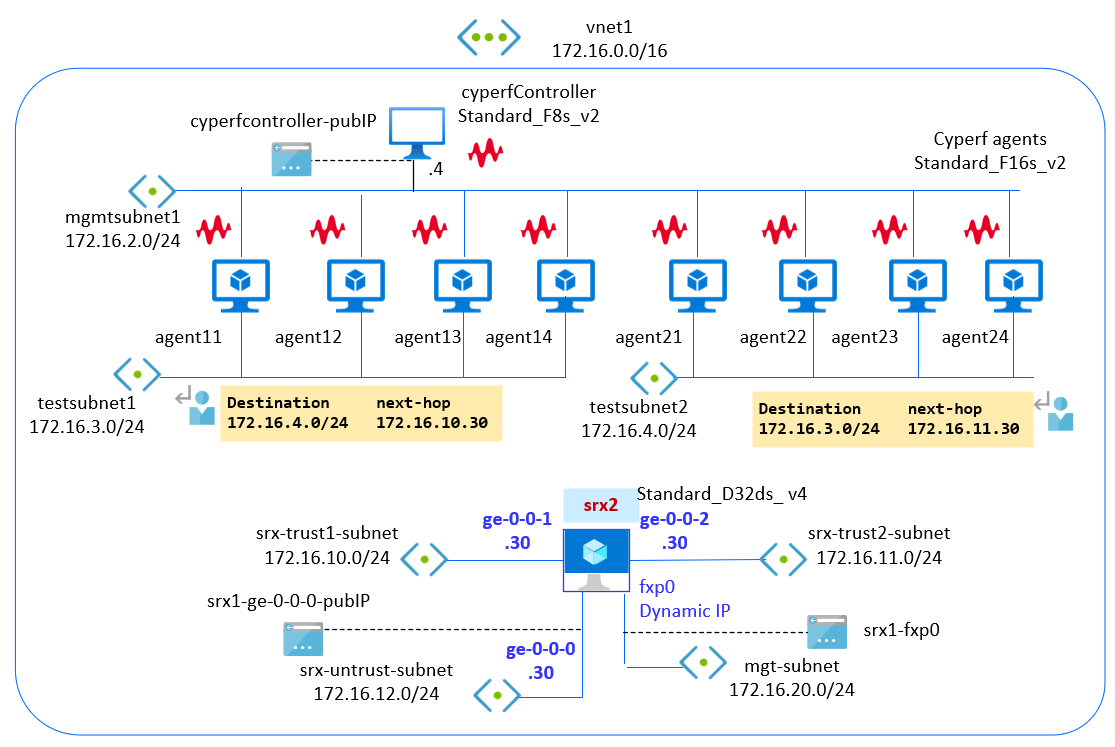 vnet1
172.16.0.0/16
cyperfController
Standard_F8s_v2
cyperfcontroller-pubIP
.4
Cyperf agents
Standard_F16s_v2
mgmtsubnet1
172.16.2.0/24
agent11
agent12
agent13
agent14
agent21
agent22
agent23
agent24
testsubnet1
172.16.3.0/24
Destination next-hop
172.16.4.0/24 172.16.10.30
testsubnet2
172.16.4.0/24
Destination next-hop
172.16.3.0/24 172.16.11.30
srx2
Standard_D32ds_ v4
srx-trust1-subnet
172.16.10.0/24
ge-0-0-1
.30
ge-0-0-2
.30
srx-trust2-subnet
172.16.11.0/24
fxp0
Dynamic IP
srx1-ge-0-0-0-pubIP
srx1-fxp0
srx-untrust-subnet
172.16.12.0/24
ge-0-0-0
.30
mgt-subnet
172.16.20.0/24